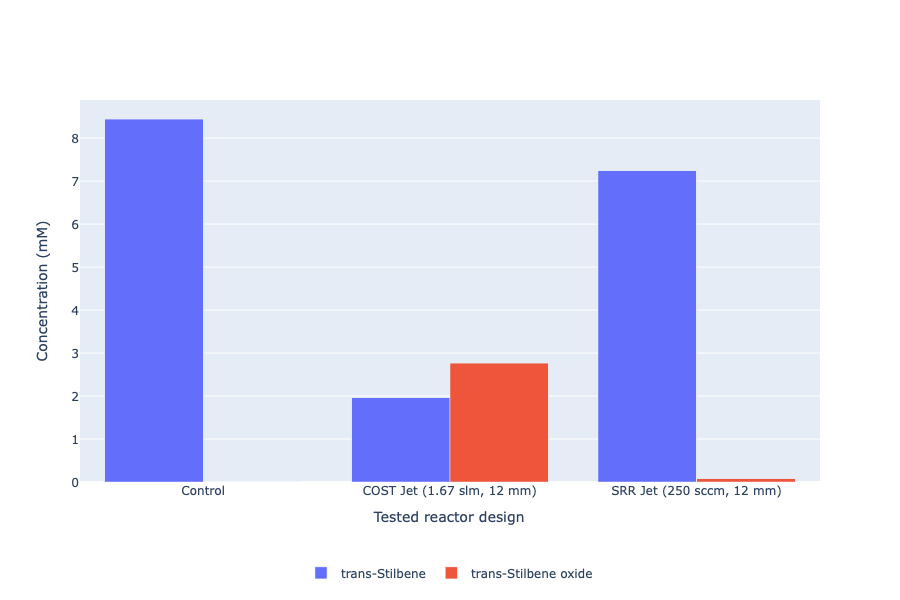 8
7
6
5
4
3
2
1
0
Concentration (mM)
Control
COST Jet (1.67 slm, 12 mm)
SRR Jet (250 sccm, 12 mm)
Tested reactor design
trans-Stilbene
trans-Stilbene oxide